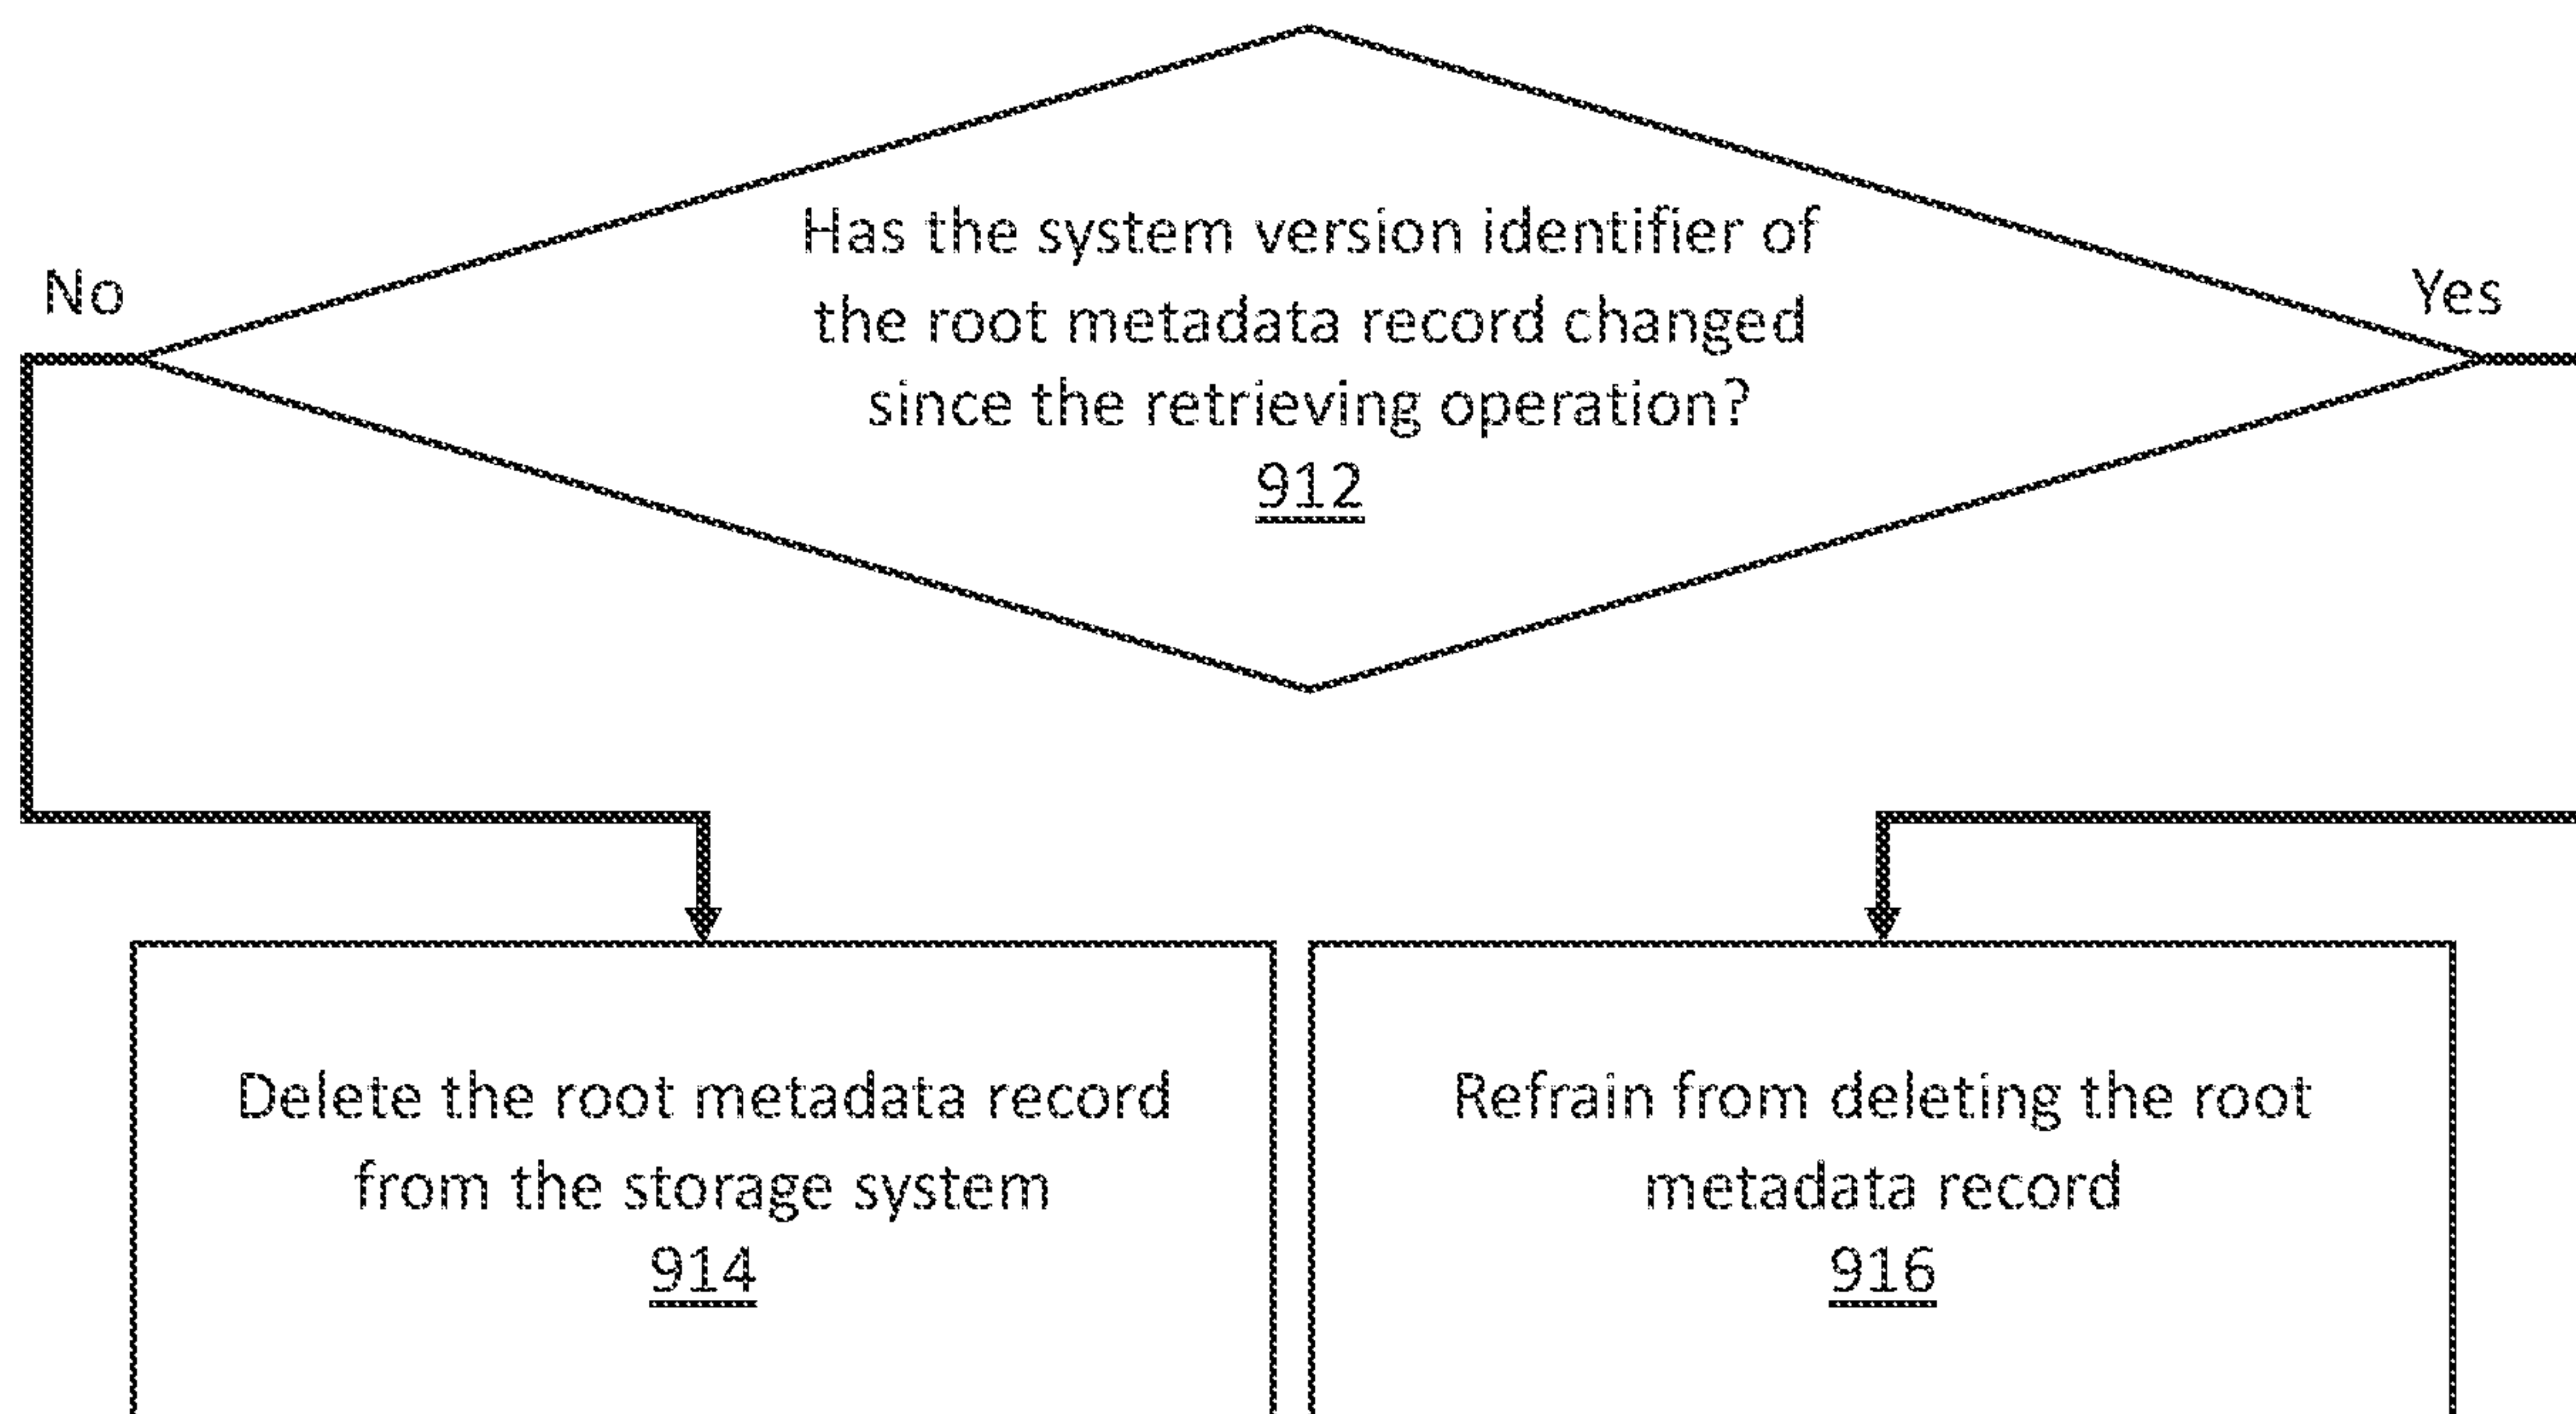 Has the system version identifier of
the root metadata record changed
since the retrieving operation?
912
No
Yes
Delete the root metadata record
from the storage system
914
Refrain from deleting the root
metadata record
916